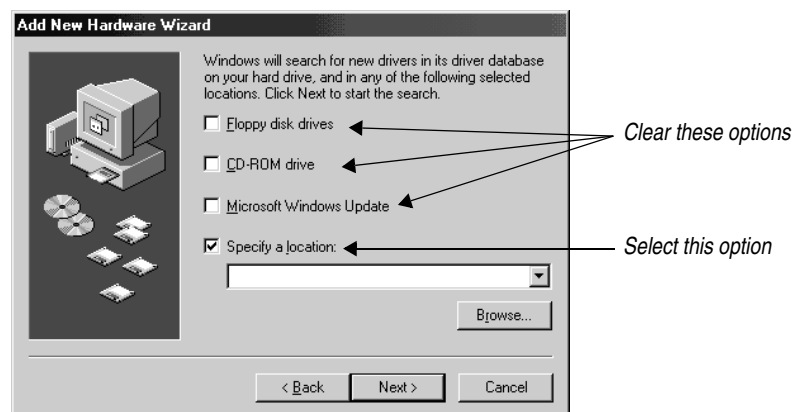 Add New Hardware Wizard
Windows will search for new drivers in its driver database
on your hard drive, and in any of the following selected
locations. Click Next to start the search.
Floppy disk drives
Clear these options
CD-ROM drive
Microsoft Windows Update
Specify a location:
Select this option
Browse...
< Back
Next >
Cancel